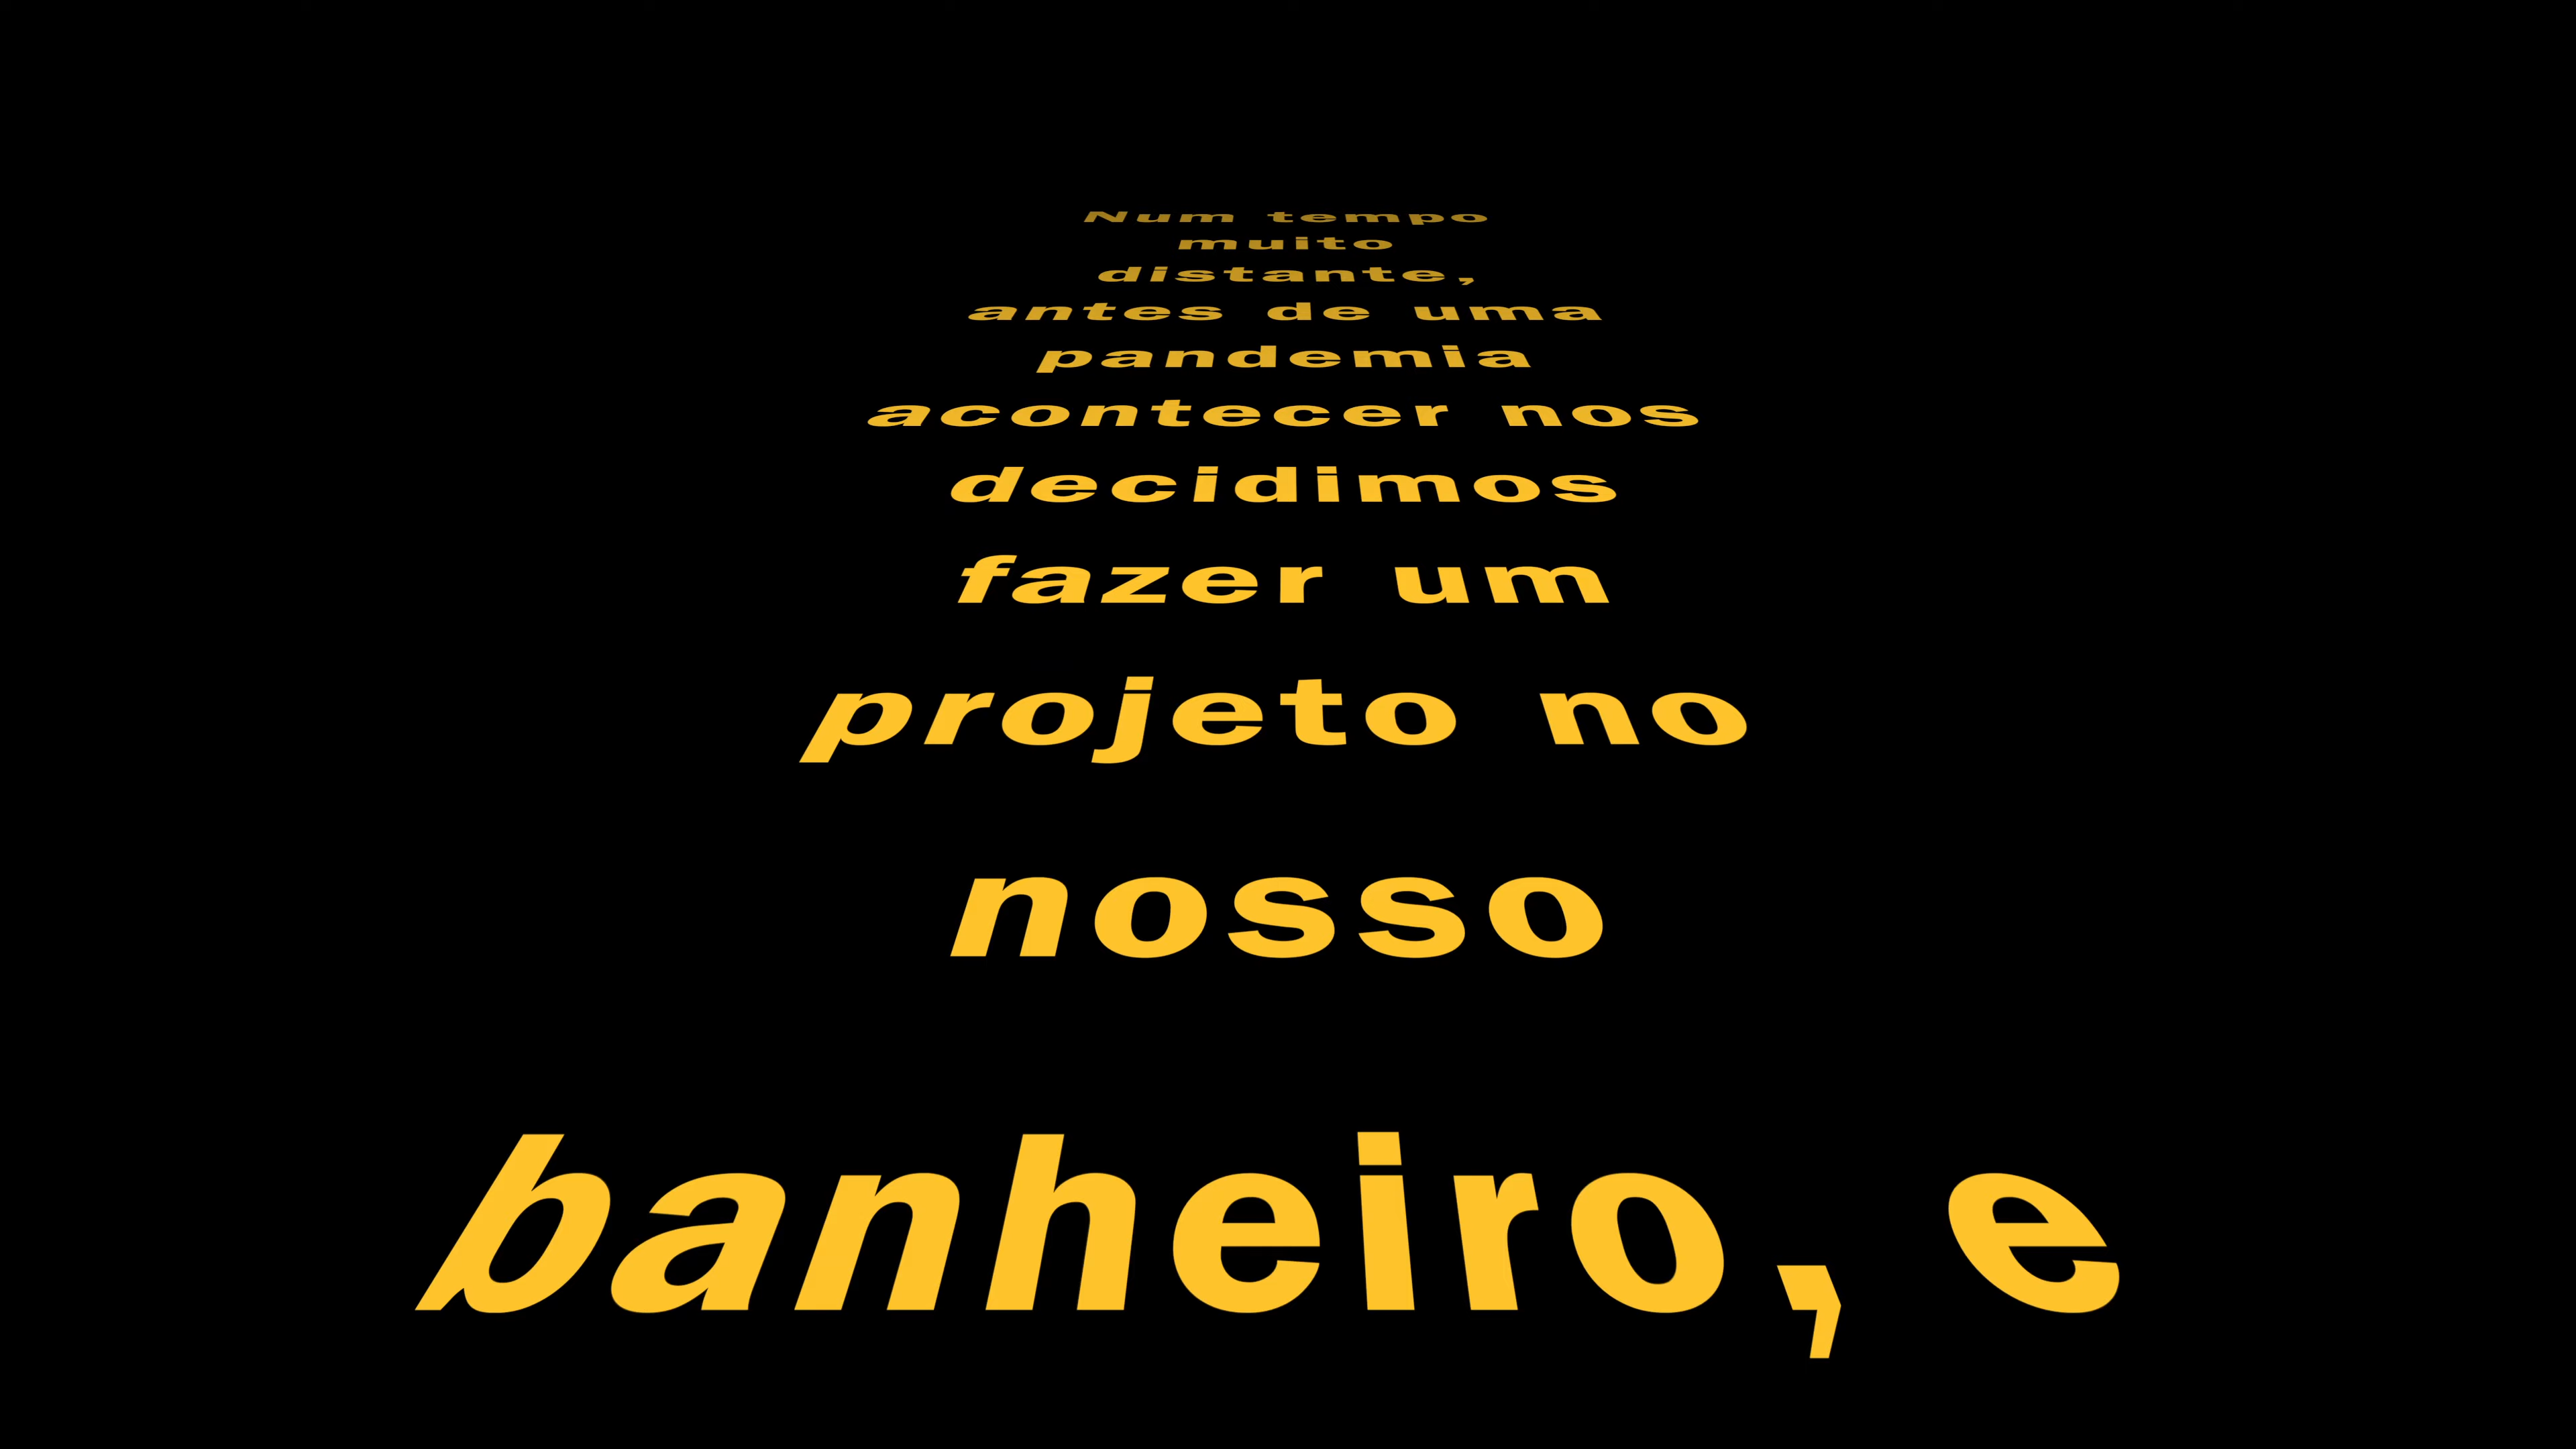 Num tempo
muito
distante,
antes de uma
pandemia
acontecer nos
decidimos
fazer um
projeto no
nosso
banheiro, e